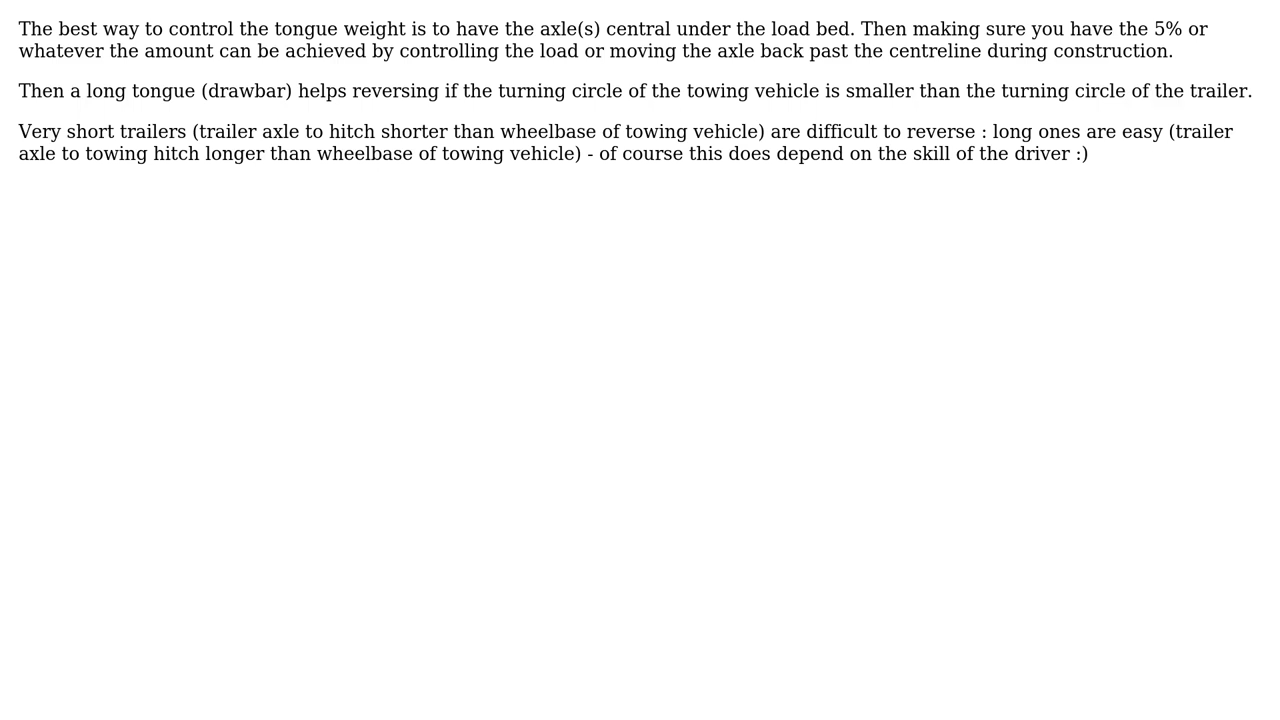 The best way to control the tongue weight is to have the axle(s) central under the load bed. Then making sure you have the 5% or
whatever the amount can be achieved by controlling the load or moving the axle back past the centreline during construction.
Then a long tongue (drawbar) helps reversing if the turning circle of the towing vehicle is smaller than the turning circle of the trailer.
Very short trailers (trailer axle to hitch shorter than wheelbase of towing vehicle) are difficult to reverse : long ones are easy (trailer
axle to towing hitch longer than wheelbase of towing vehicle) - of course this does depend on the skill of the driver :)